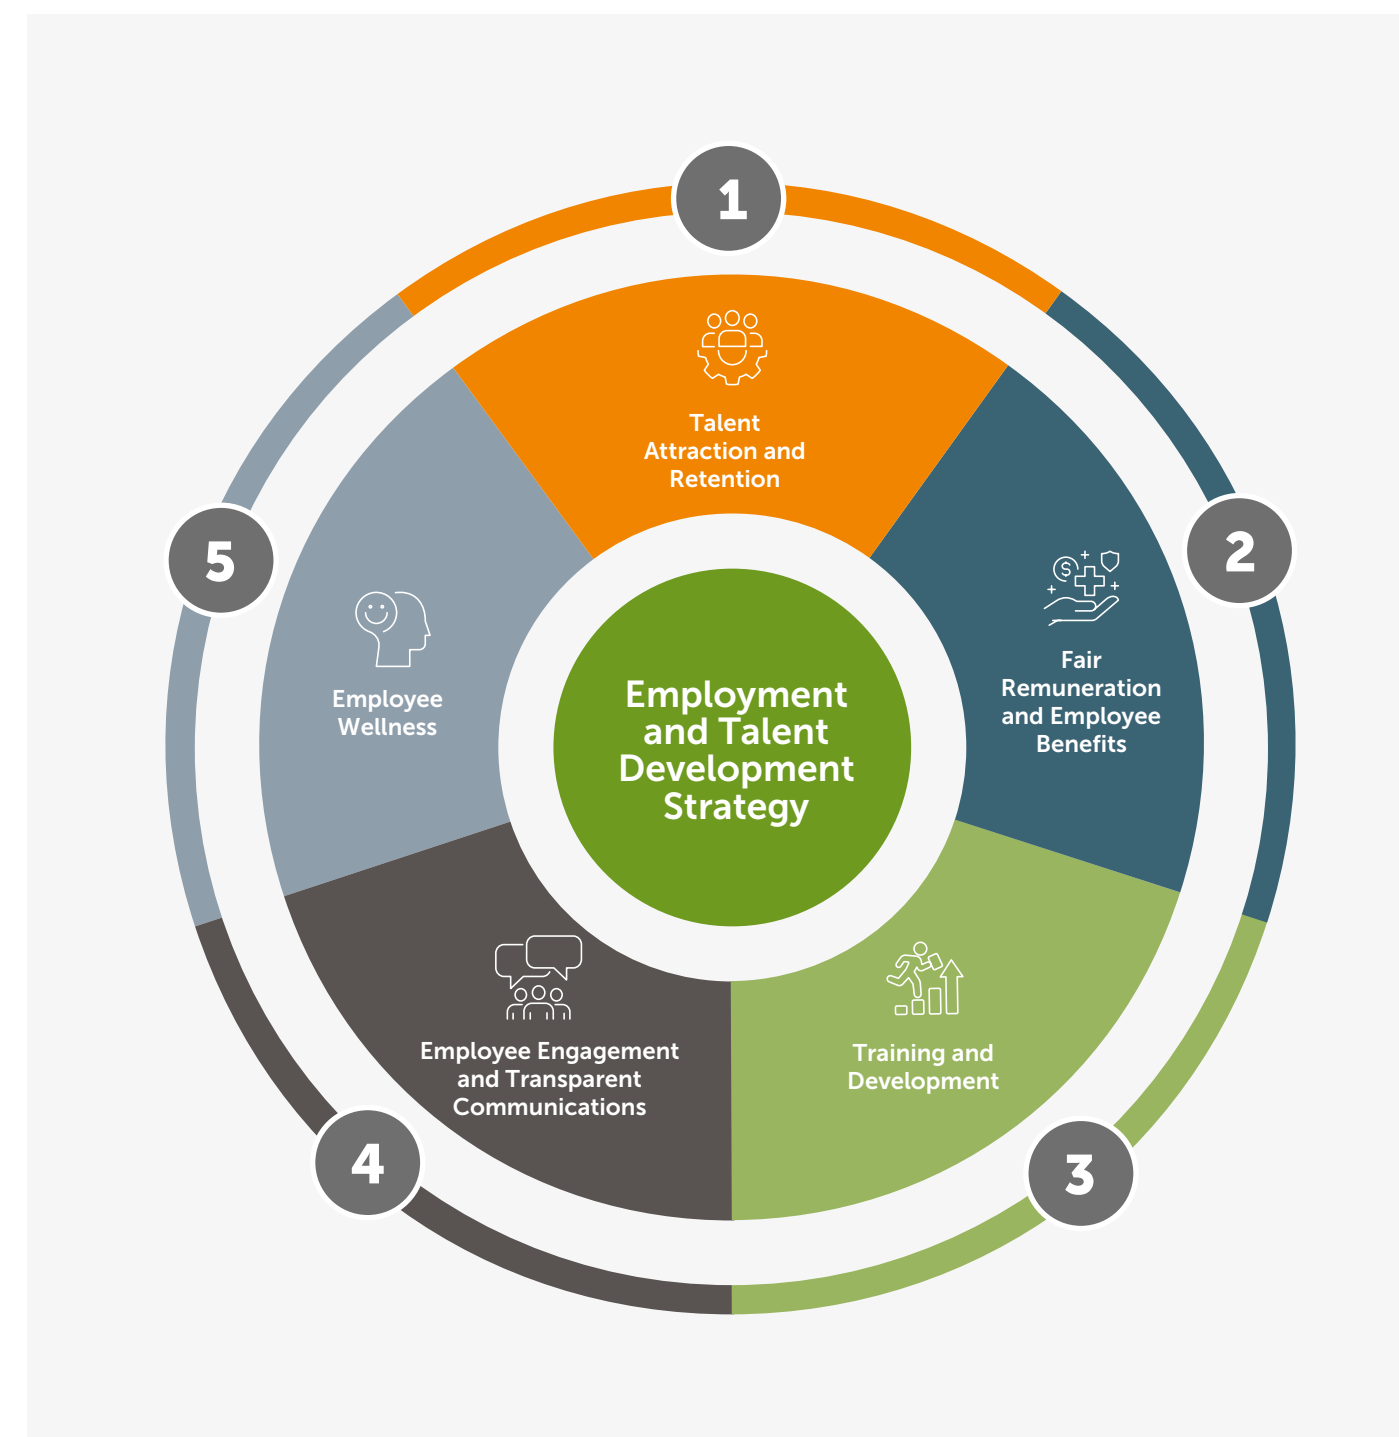 1
Talent
Attraction and
Retention
2
$
Fair
Remuneration
and Employee
Benefits
3
Training and
Development
4
Employee Engagement
and Transparent
Communications
5
Employee
Wellness
Employment
and Talent
Development
Strategy